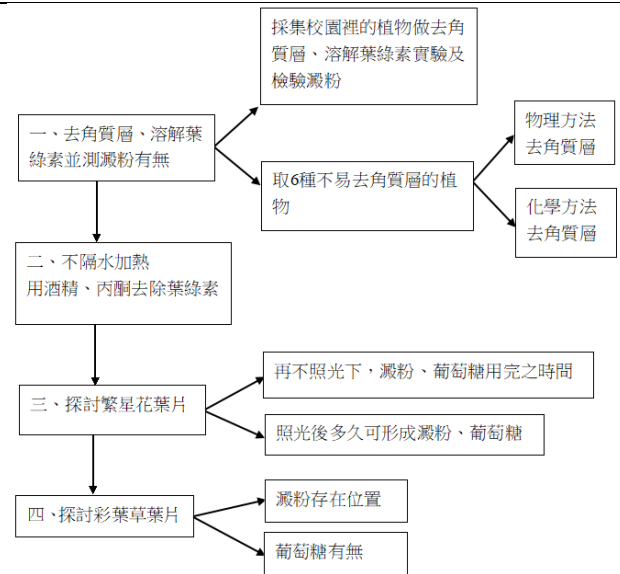 採集校園裡的植物做去角
質層、溶解葉綠素實驗及
檢驗澱粉
一、去角質層、溶解葉
綠素並測澱粉有無
物理方法
去角質層
取6種不易去角質層的植
物
化學方法
去角質層
二、不隔水加熱
用酒精、丙酮去除葉綠素
再不照光下，澱粉、葡萄糖用完之時間
三、探討繁星花葉片
照光後多久可形成澱粉、葡萄糖
四、探討彩葉草葉片
澱粉存在位置
葡萄糖有無